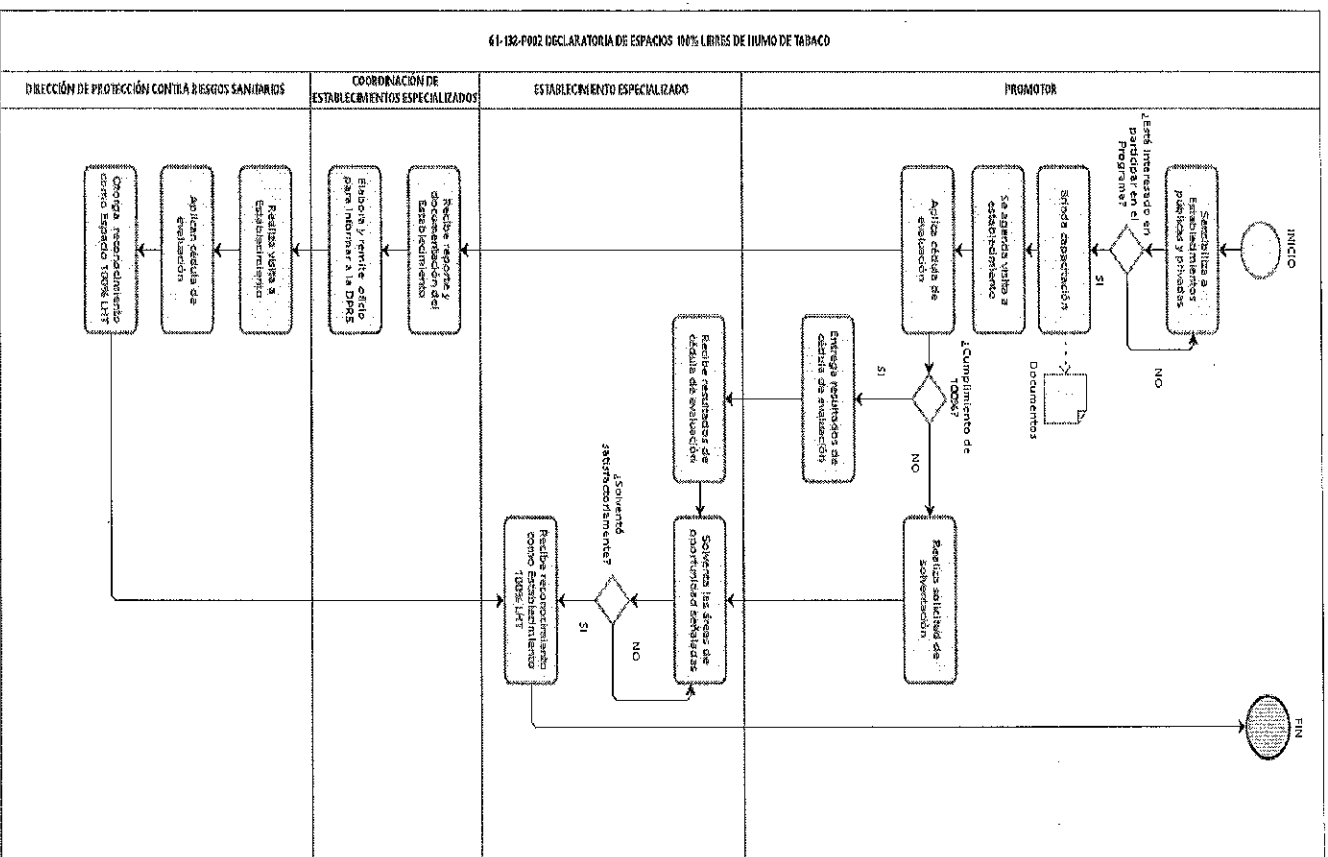 61-132-P002 DECLARATORIA DE ESPACIOS 100% LIBRES DE HUMO DE TABACO
DIRECCIÓN DE PROTECCIÓN CONTRA RIESGOS SANITARIOS
COORDINACIÓN DE
ESTABLECIMIENTOS ESPECIALIZADOS
ESTABLECIMIENTO ESPECIALIZADO
PROMOTOR
INICIO
Sensibiliza a
Establecimientos
públicas y privadas
¿Está interesado en
participar en el
Programa?
NO
SI
Brinda capacitación
Documentos
Se agenda visita a
establecimiento
Aplica cédula de
evaluación
¿Cumplimiento de
100%?
SI
NO
Entrega resultados de
cédula de evaluación
Realiza solicitud de
solventación
Recibe resultados de
cédula de evaluación
Solventa las áreas de
oportunidad señaladas
¿Solventó
satisfactoriamente?
NO
SI
Recibe reconocimiento
como Establecimiento
100% LHT
Recibe reporte y
documentación del
Establecimiento
Elabora y remite oficio
para informar a la DPRS
Realiza visita a
Establecimiento
Aplican cédula de
evaluación
Otorga reconocimiento
como Espacio 100% LHT
FIN